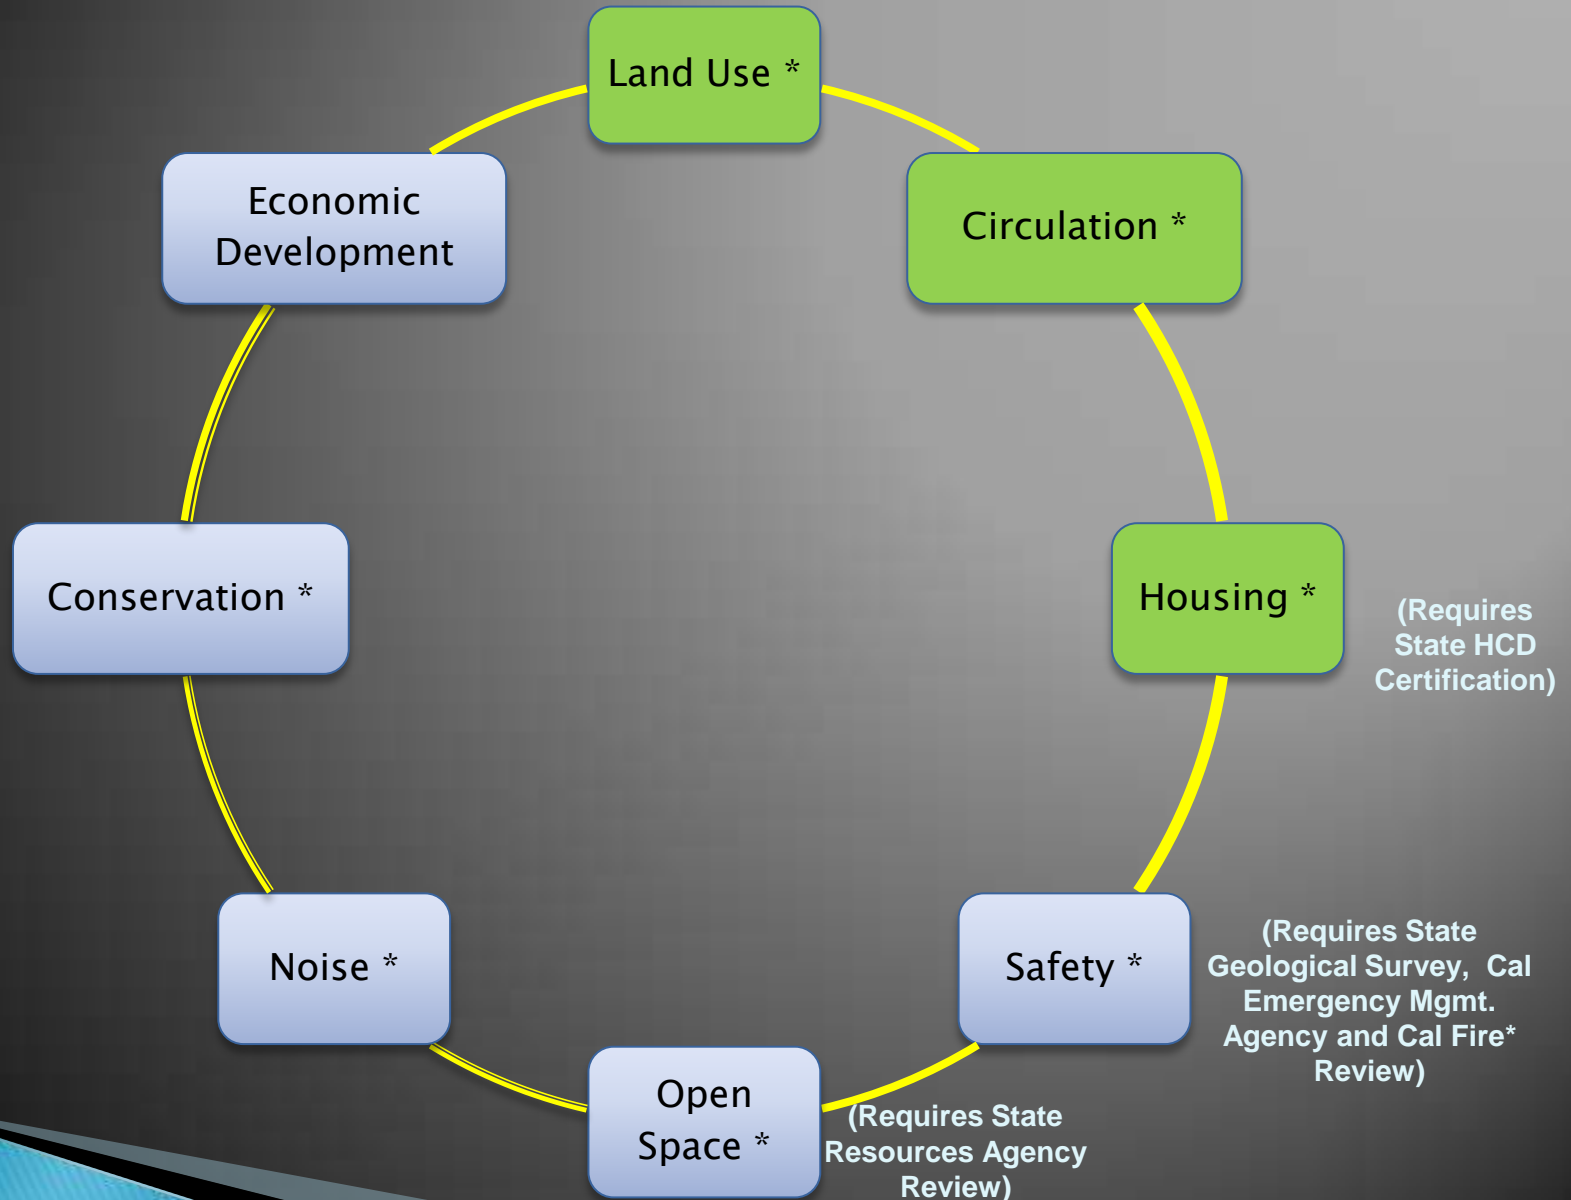 Land Use *
Circulation *
Housing *
(Requires
State HCD
Certification)
Safety *
(Requires State
Geological Survey, Cal
Emergency Mgmt.
Agency and Cal Fire*
Review)
Open
Space *
(Requires State
Resources Agency
Review)
Noise *
Conservation *
Economic
Development